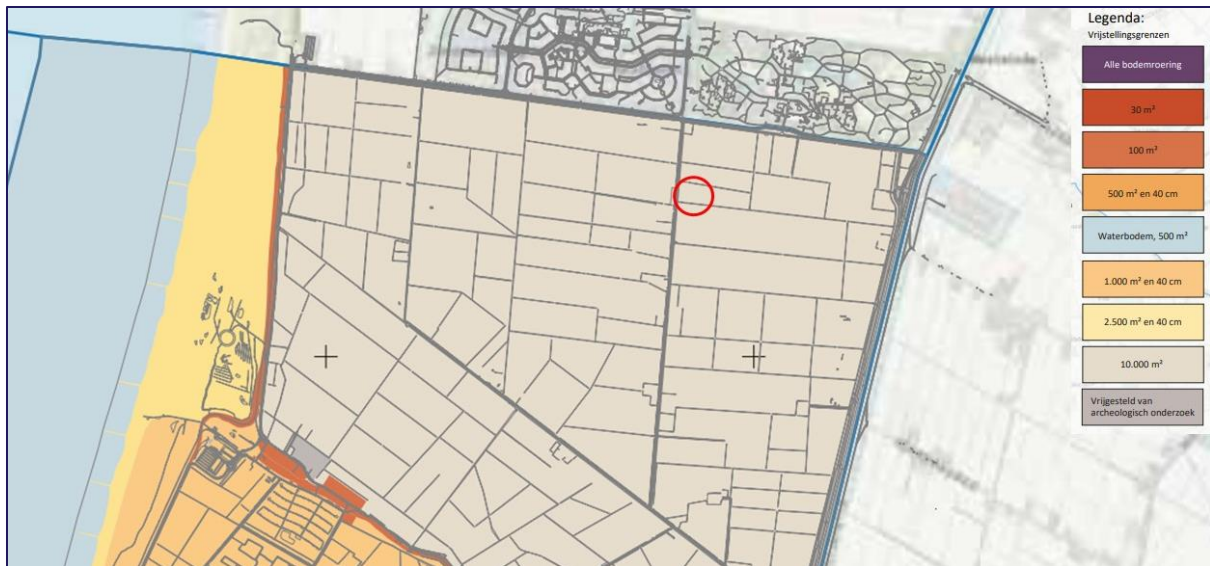 Legenda:
Vrijstellingsgrenzen
Alle bodemroering
30 m²
100 m²
500 m² en 40 cm
Waterbodem, 500 m²
1.000 m² en 40 cm
2.500 m² en 40 cm
10.000 m²
Vrijgesteld van
archeologisch onderzoek